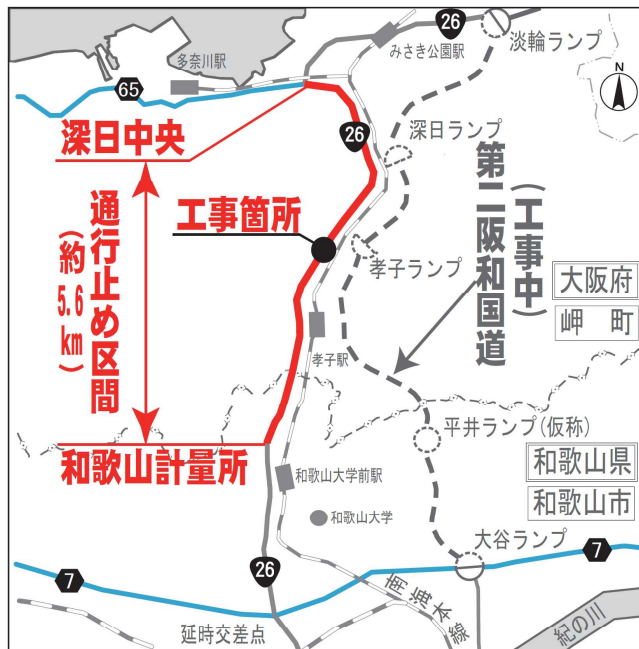 26
淡輪ランプ
みさき公園駅
多奈川駅
N
65
深日中央
26
深日ランプ
第二阪和国道
(工事中)
通行止め区間
(約5.6km)
工事箇所
孝子ランプ
大阪府
岬町
孝子駅
平井ランプ(仮称)
和歌山計量所
和歌山大学前駅
和歌山県
和歌山市
和歌山大学
大谷ランプ
7
26
7
南海本線
延時交差点
紀の川